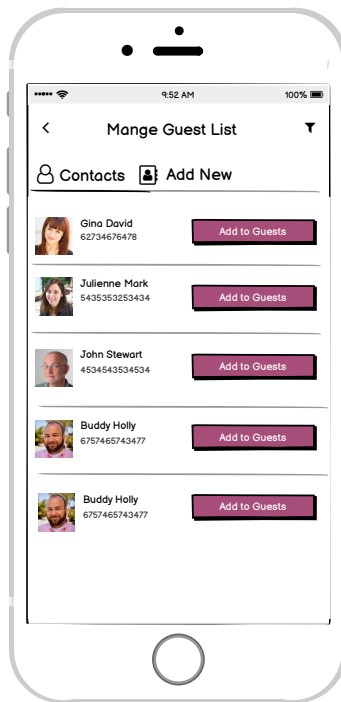 9:52 AM
100%
Mange Guest List
Contacts
Add New
Gina David
62734676478
Add to Guests
Julienne Mark
5435353253434
Add to Guests
John Stewart
4534543534534
Add to Guests
Buddy Holly
6757465743477
Add to Guests
Buddy Holly
6757465743477
Add to Guests